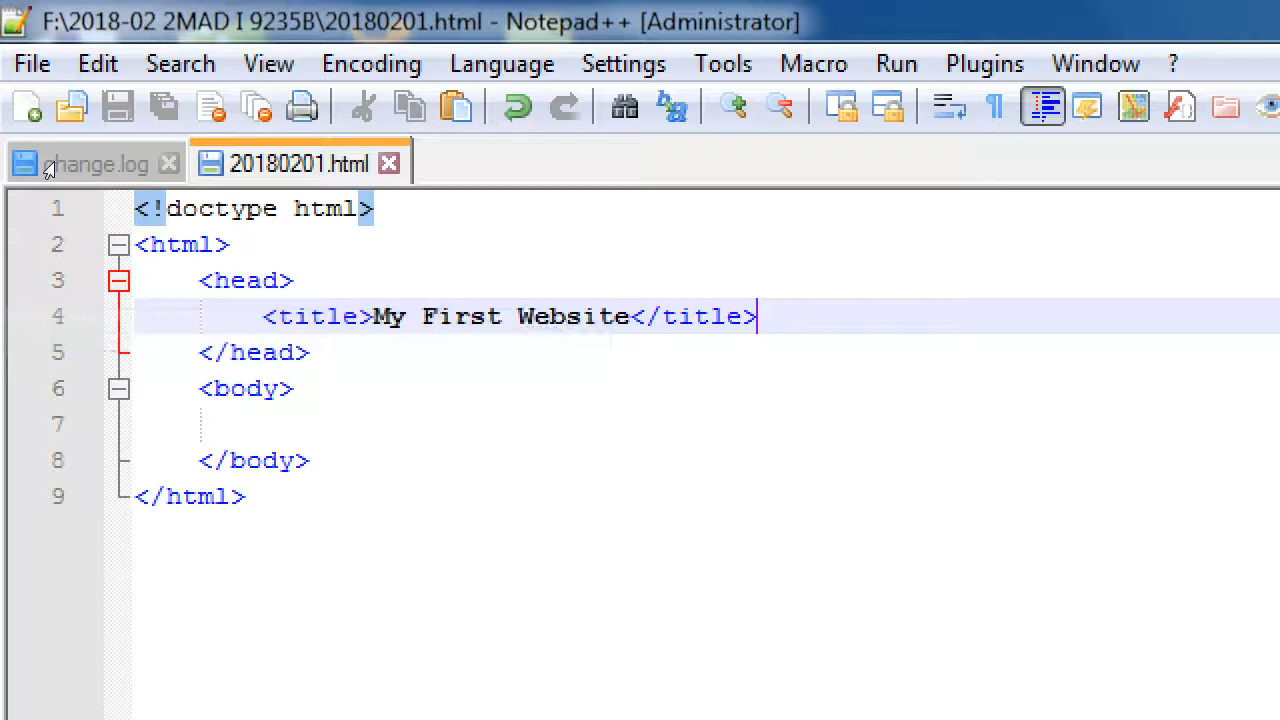 F:\2018-02 2MAD I 9235B\20180201.html - Notepad++ [Administrator]
File Edit Search View Encoding Language Settings Tools Macro Run Plugins Window ?
change.log 20180201.html
1 <!doctype html>
2 <html>
3 <head>
4 <title>My First Website</title>
5 </head>
6 <body>
7
8 </body>
9 </html>